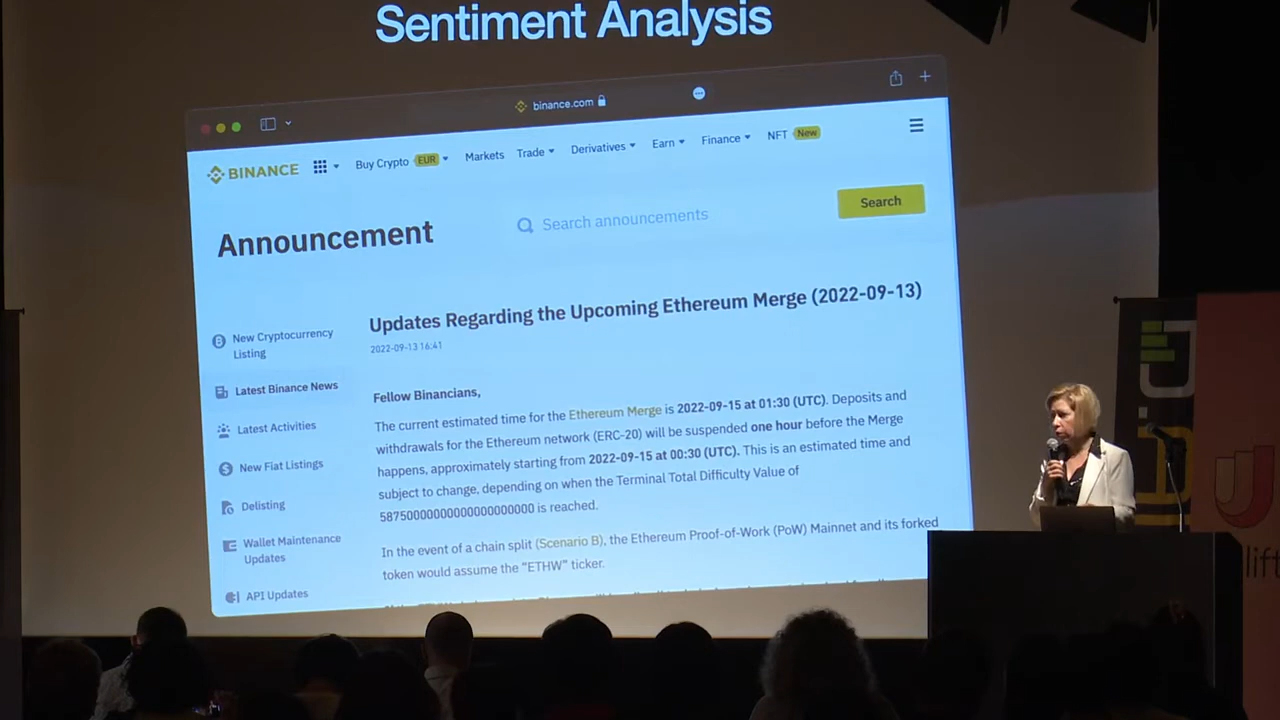 Sentiment Analysis
binance.com
BINANCE
Buy Crypto EUR
Markets
Trade
Derivatives
Earn
Finance
NFT New
Announcement
Search announcements
Search
New Cryptocurrency
Listing
Latest Binance News
Latest Activities
New Fiat Listings
Delisting
Wallet Maintenance
Updates
API Updates
Updates Regarding the Upcoming Ethereum Merge (2022-09-13)
2022-09-13 16:41
Fellow Binancians,
The current estimated time for the Ethereum Merge is 2022-09-15 at 01:30 (UTC). Deposits and
withdrawals for the Ethereum network (ERC-20) will be suspended one hour before the Merge
happens, approximately starting from 2022-09-15 at 00:30 (UTC). This is an estimated time and
subject to change, depending on when the Terminal Total Difficulty Value of
58750000000000000000000 is reached.
In the event of a chain split (Scenario B), the Ethereum Proof-of-Work (PoW) Mainnet and its forked
token would assume the “ETHW” ticker.
lift